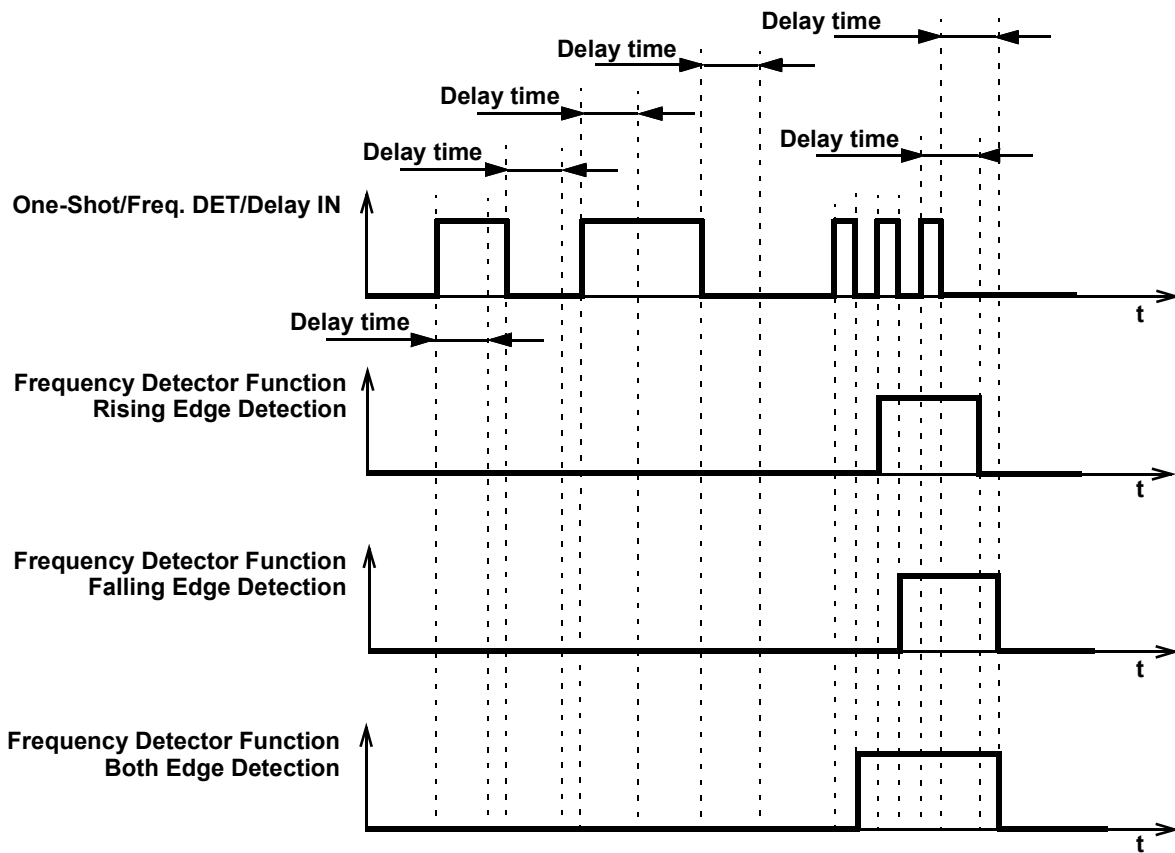 Delay time
Delay time
Delay time
Delay time
Delay time
One-Shot/Freq. DET/Delay IN
t
Delay time
Frequency Detector Function
Rising Edge Detection
t
Frequency Detector Function
Falling Edge Detection
t
Frequency Detector Function
Both Edge Detection
t